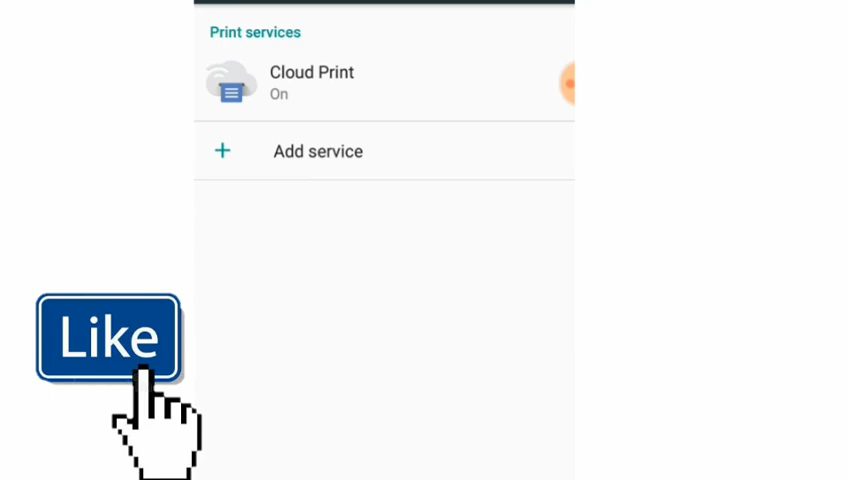 Print services
Cloud Print
On
Add service
Like